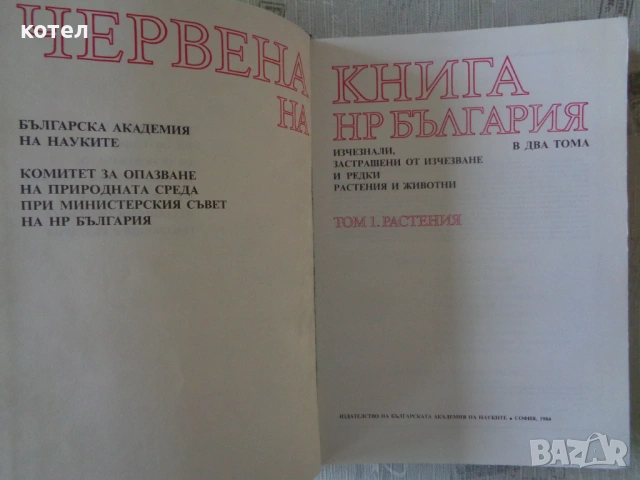 котел
ЧЕРВЕНА
НА
БЪЛГАРСКА АКАДЕМИЯ
НА НАУКИТЕ
КОМИТЕТ ЗА ОПАЗВАНЕ
НА ПРИРОДНАТА СРЕДА
ПРИ МИНИСТЕРСКИЯ СЪВЕТ
НА НР БЪЛГАРИЯ
КНИГА
НР БЪЛГАРИЯ
В ДВА ТОМА
ИЗЧЕЗНАЛИ,
ЗАСТРАШЕНИ ОТ ИЗЧЕЗВАНЕ
И РЕДКИ
РАСТЕНИЯ И ЖИВОТНИ
ТОМ 1. РАСТЕНИЯ
ИЗДАТЕЛСТВО НА БЪЛГАРСКАТА АКАДЕМИЯ НА НАУКИТЕ • СОФИЯ, 1984
BAZAR
.bg